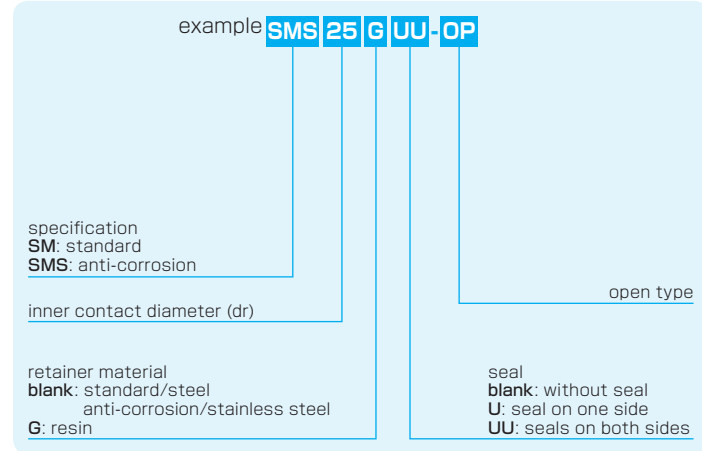 example SMS 25 G UU - OP
specification
SM: standard
SMS: anti-corrosion
inner contact diameter (dr)
open type
retainer material
blank: standard/steel
anti-corrosion/stainless steel
G: resin
seal
blank: without seal
U: seal on one side
UU: seals on both sides